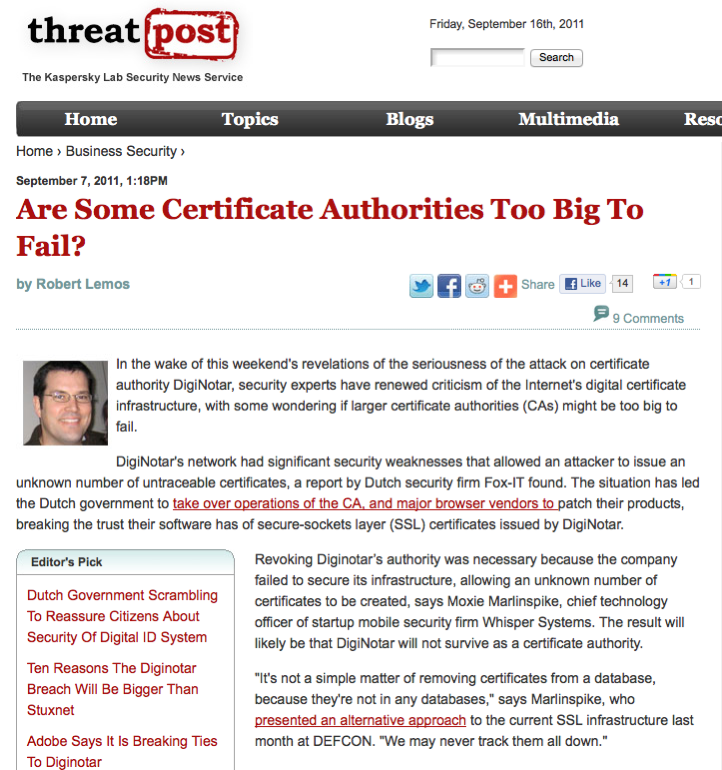 threatpost
Friday, September 16th, 2011
Search
The Kaspersky Lab Security News Service
Home Topics Blogs Multimedia Reso
Home › Business Security ›
September 7, 2011, 1:18PM
Are Some Certificate Authorities Too Big To
Fail?
by Robert Lemos
Share Like 14 +1 1
9 Comments
In the wake of this weekend's revelations of the seriousness of the attack on certificate
authority DigiNotar, security experts have renewed criticism of the Internet's digital certificate
infrastructure, with some wondering if larger certificate authorities (CAs) might be too big to
fail.
DigiNotar's network had significant security weaknesses that allowed an attacker to issue an
unknown number of untraceable certificates, a report by Dutch security firm Fox-IT found. The situation has led
the Dutch government to take over operations of the CA, and major browser vendors to patch their products,
breaking the trust their software has of secure-sockets layer (SSL) certificates issued by DigiNotar.
Editor's Pick
Dutch Government Scrambling
To Reassure Citizens About
Security Of Digital ID System
Ten Reasons The Diginotar
Breach Will Be Bigger Than
Stuxnet
Adobe Says It Is Breaking Ties
To Diginotar
Revoking Diginotar's authority was necessary because the company
failed to secure its infrastructure, allowing an unknown number of
certificates to be created, says Moxie Marlinspike, chief technology
officer of startup mobile security firm Whisper Systems. The result will
likely be that DigiNotar will not survive as a certificate authority.
"It's not a simple matter of removing certificates from a database,
because they're not in any databases," says Marlinspike, who
presented an alternative approach to the current SSL infrastructure last
month at DEFCON. "We may never track them all down."